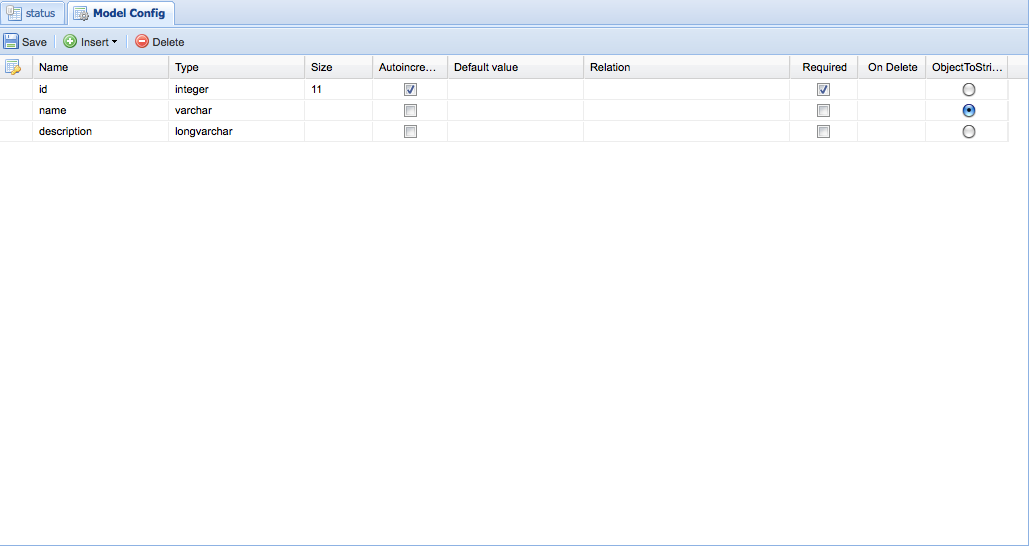 status Model Config
Save Insert Delete
Name Type Size Autoincre... Default value Relation Required On Delete ObjectToStri...
id integer 11
name varchar
description longvarchar